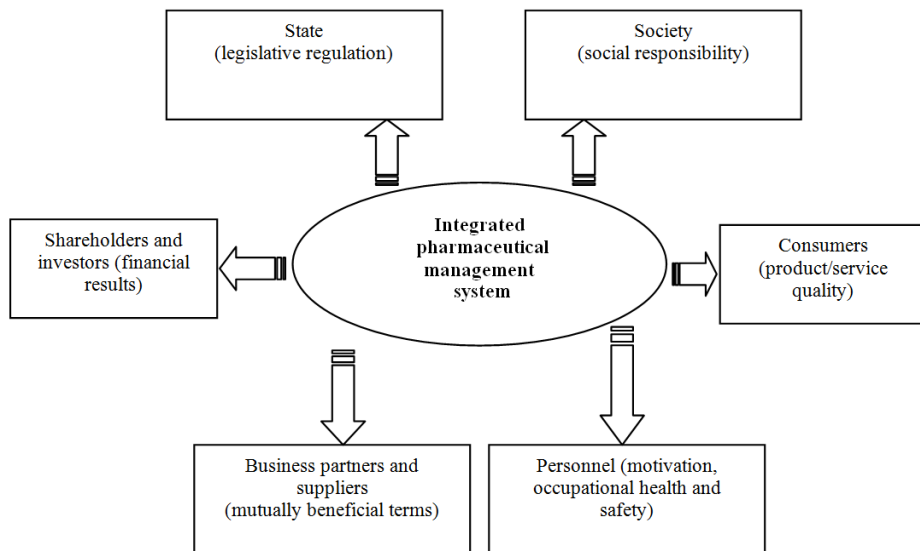 State
(legislative regulation)
Society
(social responsibility)
Shareholders and
investors (financial
results)
Integrated
pharmaceutical
management
system
Consumers
(product/service
quality)
Business partners and
suppliers
(mutually beneficial terms)
Personnel (motivation,
occupational health and
safety)